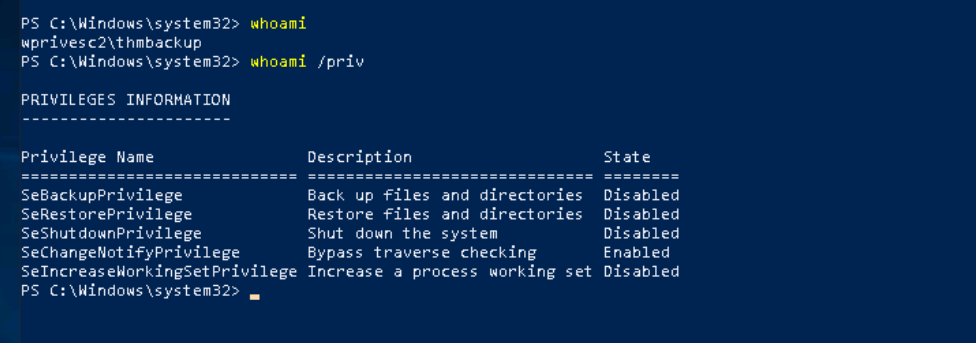 PS C:\Windows\system32> whoami
wprivesc2\thmbackup
PS C:\Windows\system32> whoami /priv
PRIVILEGES INFORMATION
----------------------
Privilege Name                Description                    State
============================= ============================== ========
SeBackupPrivilege             Back up files and directories  Disabled
SeRestorePrivilege            Restore files and directories  Disabled
SeShutdownPrivilege           Shut down the system           Disabled
SeChangeNotifyPrivilege       Bypass traverse checking       Enabled
SeIncreaseWorkingSetPrivilege Increase a process working set Disabled
PS C:\Windows\system32>